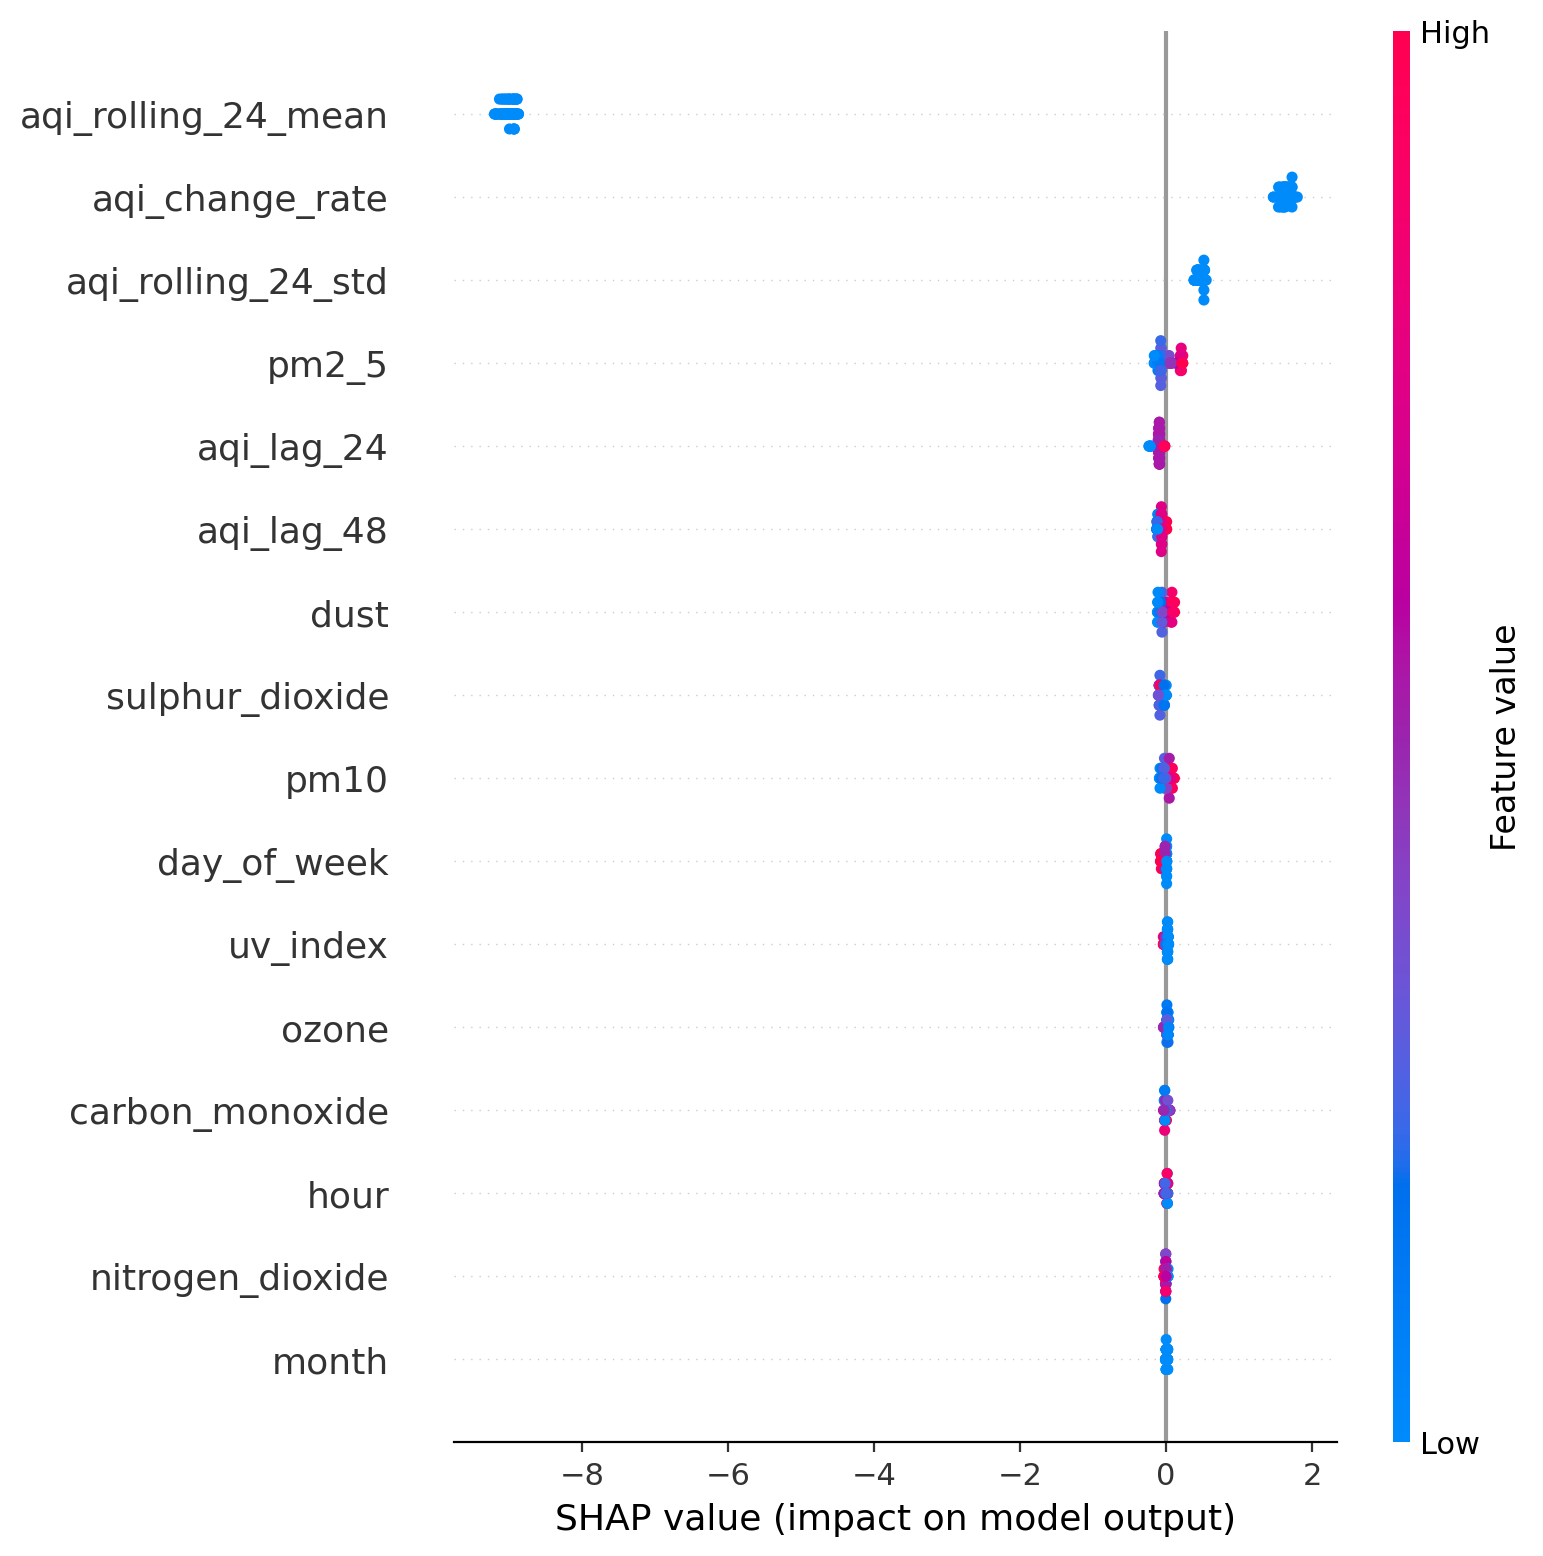 High
aqi_rolling_24_mean
aqi_change_rate
aqi_rolling_24_std
pm2_5
aqi_lag_24
aqi_lag_48
dust
sulphur_dioxide
pm10
day_of_week
uv_index
ozone
carbon_monoxide
hour
nitrogen_dioxide
month
Feature value
Low
−8 −6 −4 −2 0 2
SHAP value (impact on model output)